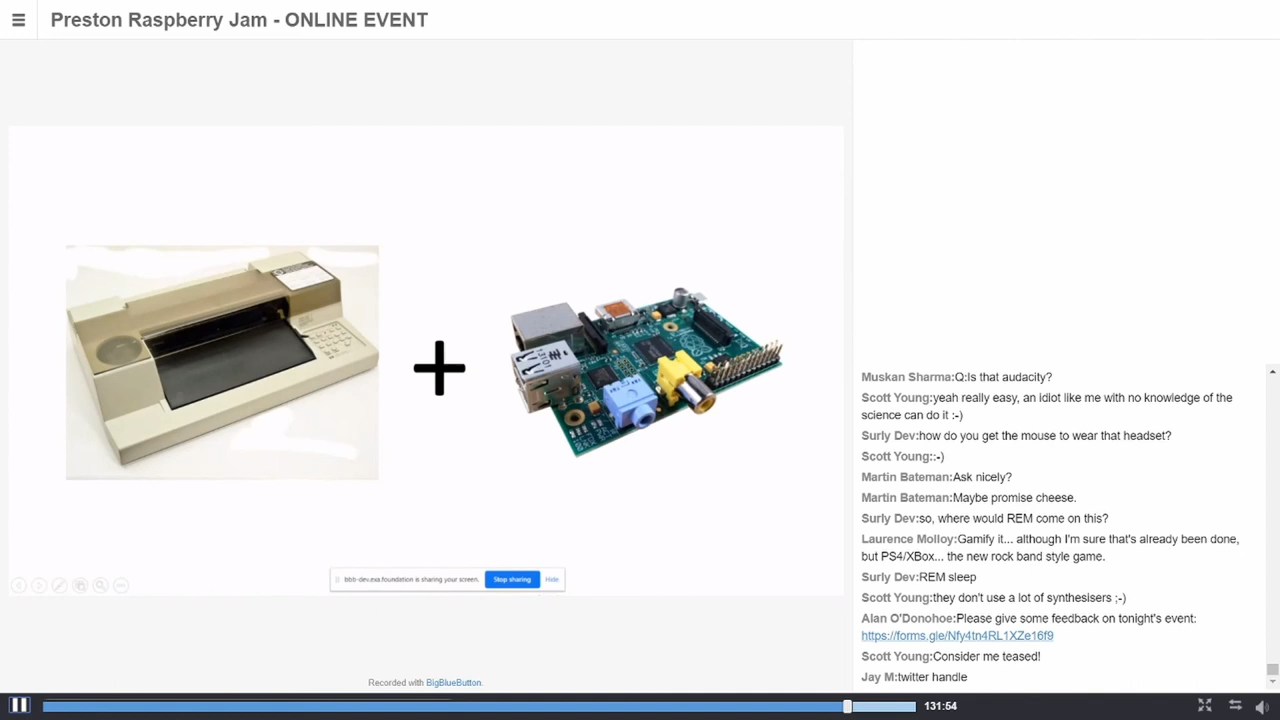 Preston Raspberry Jam - ONLINE EVENT
bbb-dev.exa.foundation is sharing your screen.
Stop sharing
Hide
Recorded with BigBlueButton.
Muskan Sharma:Q:Is that audacity?
Scott Young:yeah really easy, an idiot like me with no knowledge of the
science can do it :-)
Surly Dev:how do you get the mouse to wear that headset?
Scott Young::-)
Martin Bateman:Ask nicely?
Martin Bateman:Maybe promise cheese.
Surly Dev:so, where would REM come on this?
Laurence Molloy:Gamify it... although I'm sure that's already been done,
but PS4/XBox... the new rock band style game.
Surly Dev:REM sleep
Scott Young:they don't use a lot of synthesisers ;-)
Alan O'Donohoe:Please give some feedback on tonight's event:
https://forms.gle/Nfy4tn4RL1XZe16f9
Scott Young:Consider me teased!
Jay M:twitter handle
131:54